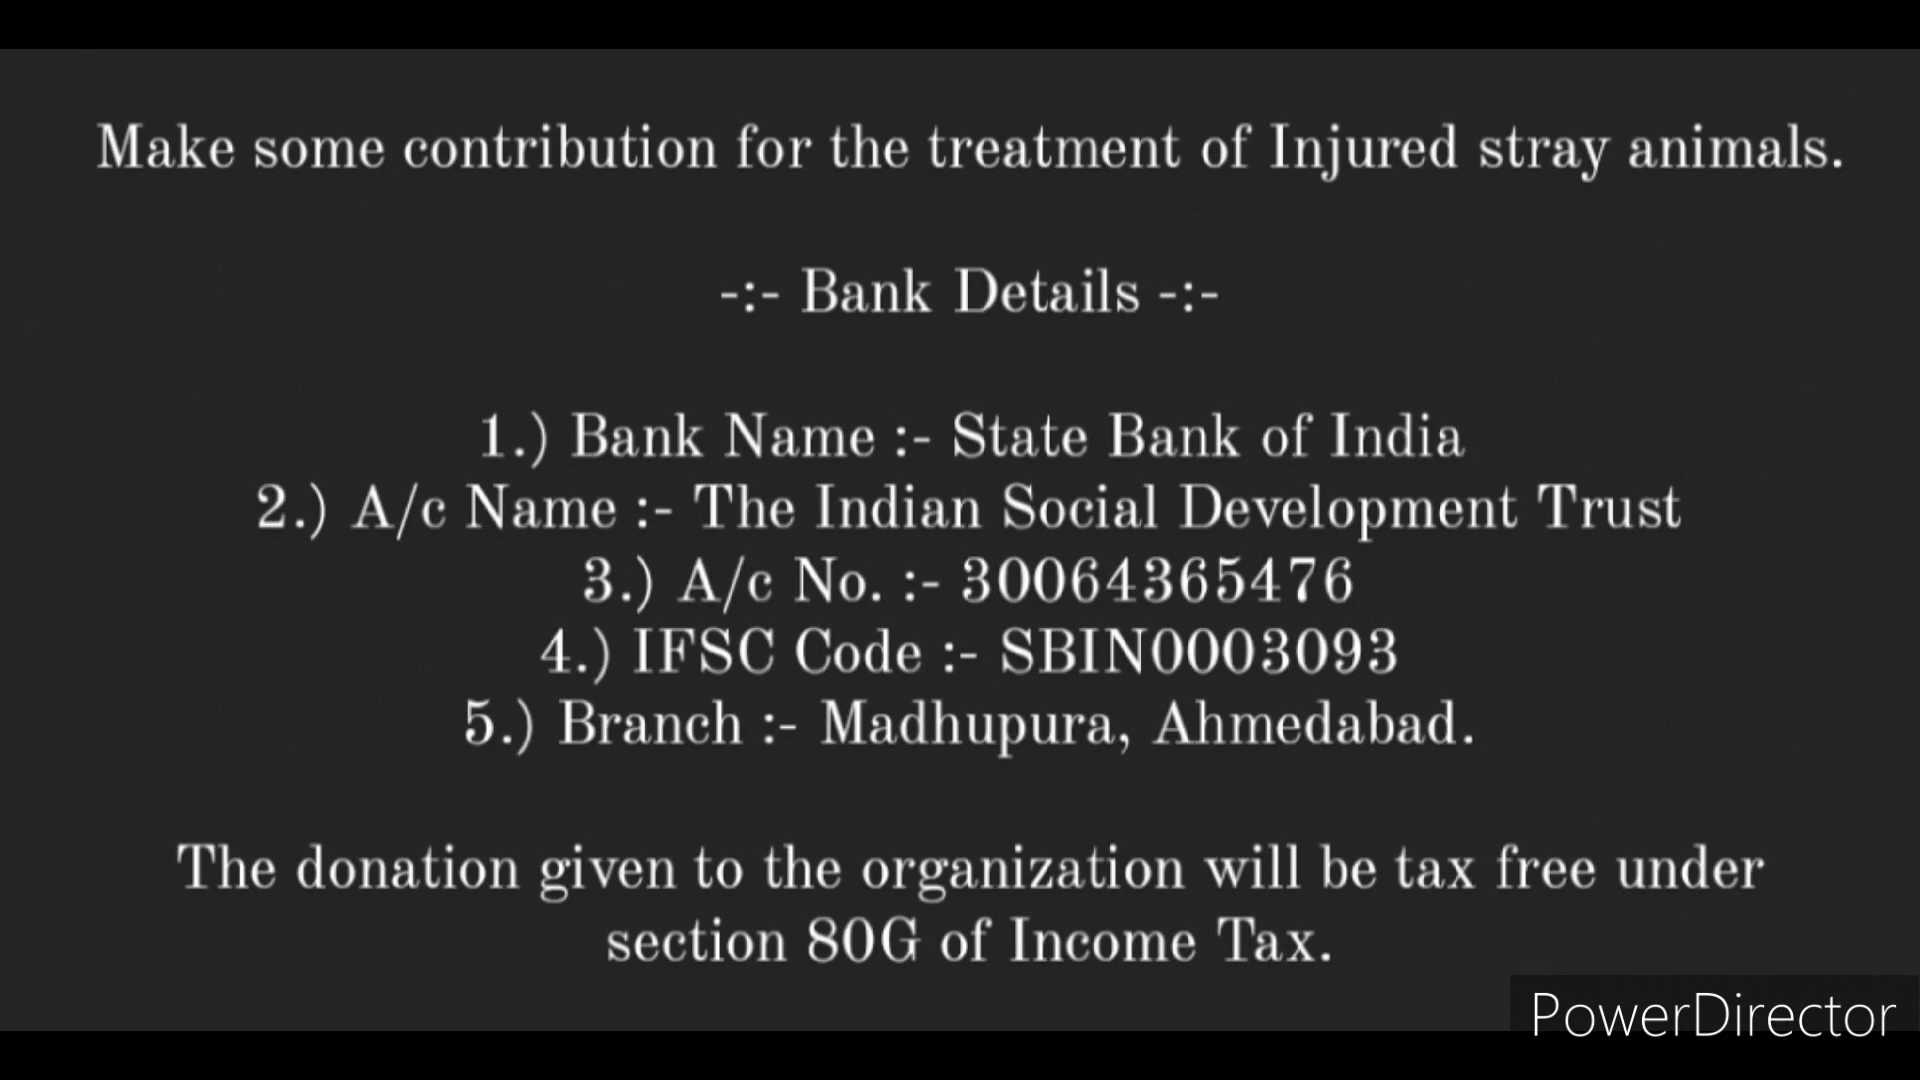 Make some contribution for the treatment of Injured stray animals.
-:- Bank Details -:-
1.) Bank Name :- State Bank of India
2.) A/c Name :- The Indian Social Development Trust
3.) A/c No. :- 30064365476
4.) IFSC Code :- SBIN0003093
5.) Branch :- Madhupura, Ahmedabad.
The donation given to the organization will be tax free under
section 80G of Income Tax.
PowerDirector